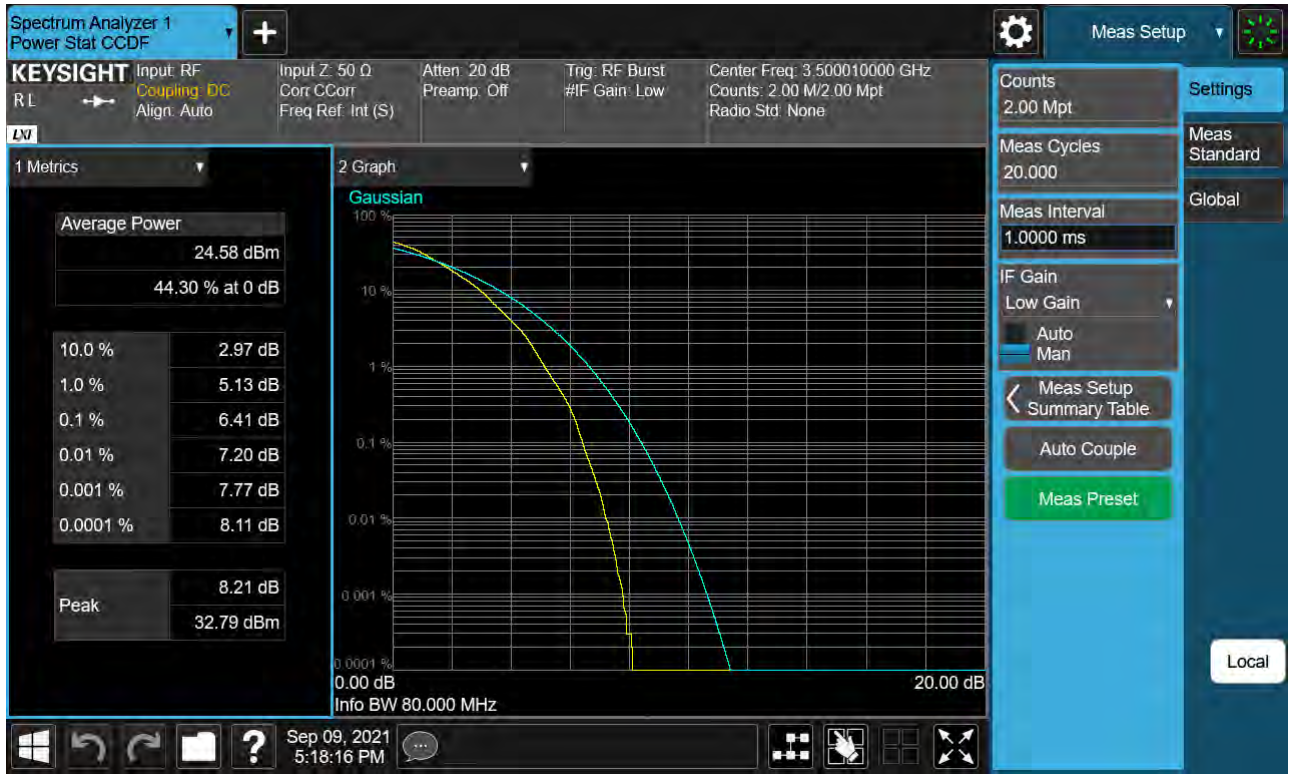 Spectrum Analyzer 1
Power Stat CCDF
+
Meas Setup
KEYSIGHT
RL
LXI
Input: RF
Coupling: DC
Align: Auto
Input Z: 50 Ω
Corr CCorr
Freq Ref: Int (S)
Atten: 20 dB
Preamp: Off
Trig: RF Burst
#IF Gain: Low
Center Freq: 3.500010000 GHz
Counts: 2.00 M/2.00 Mpt
Radio Std: None
1 Metrics
Average Power
24.58 dBm
44.30 % at 0 dB
10.0 % 2.97 dB
1.0 % 5.13 dB
0.1 % 6.41 dB
0.01 % 7.20 dB
0.001 % 7.77 dB
0.0001 % 8.11 dB
Peak
8.21 dB
32.79 dBm
2 Graph
Gaussian
100 %
10 %
1 %
0.1 %
0.01 %
0.001 %
0.0001 %
0.00 dB 20.00 dB
Info BW 80.000 MHz
Counts
2.00 Mpt
Meas Cycles
20.000
Meas Interval
1.0000 ms
IF Gain
Low Gain
Auto
Man
Meas Setup
Summary Table
Auto Couple
Meas Preset
Settings
Meas
Standard
Global
Local
?
Sep 09, 2021
5:18:16 PM